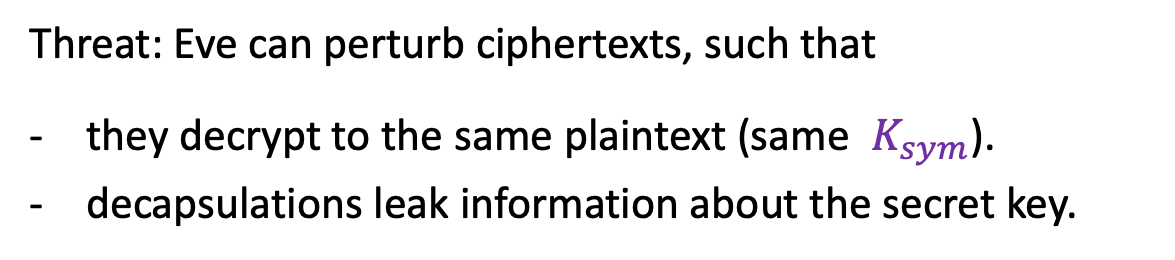 Threat: Eve can perturb ciphertexts, such that
- they decrypt to the same plaintext (same K_sym).
- decapsulations leak information about the secret key.